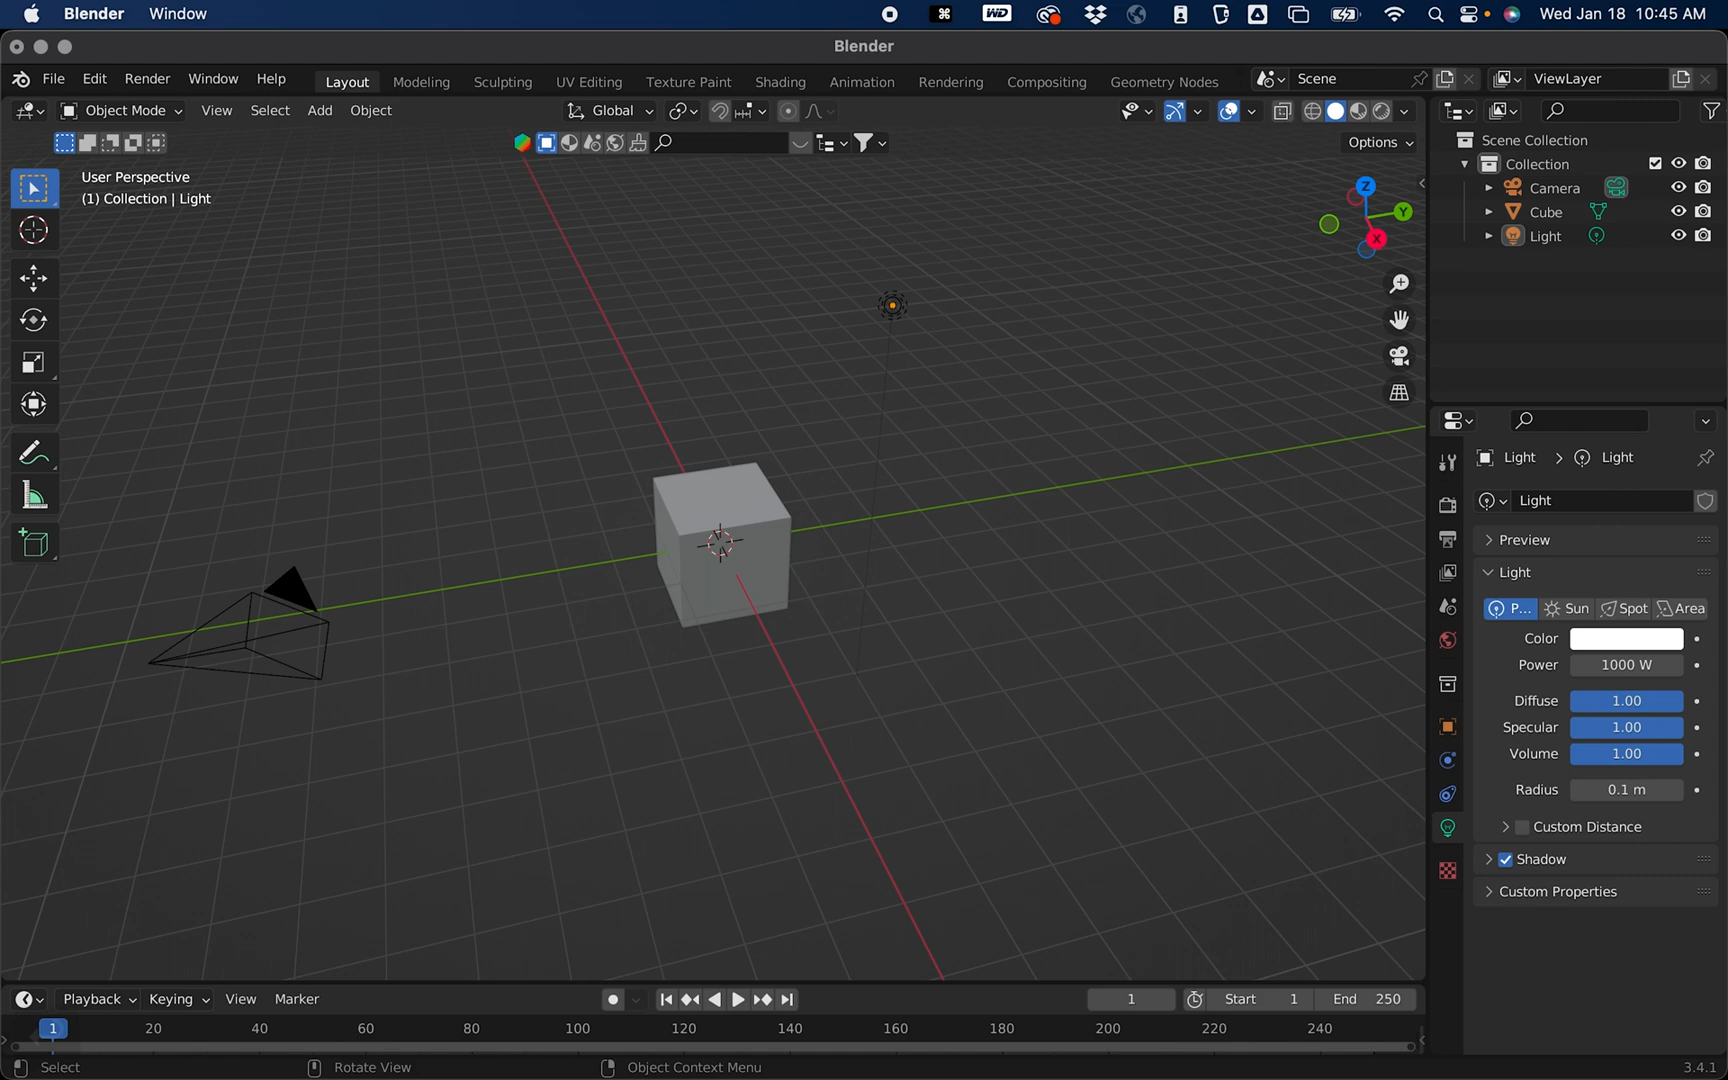 Blender Window
WD
Wed Jan 18 10:45 AM
Blender
File Edit Render Window Help
Layout Modeling Sculpting UV Editing Texture Paint Shading Animation Rendering Compositing Geometry Nodes
Scene
ViewLayer
Object Mode View Select Add Object
Global
Options
User Perspective
(1) Collection | Light
Z
Y
X
Scene Collection
Collection
Camera
Cube
Light
Light > Light
Light
Preview
Light
P... Sun Spot Area
Color
Power 1000 W
Diffuse 1.00
Specular 1.00
Volume 1.00
Radius 0.1 m
Custom Distance
Shadow
Custom Properties
Playback Keying View Marker
1 Start 1 End 250
1 20 40 60 80 100 120 140 160 180 200 220 240
Select Rotate View Object Context Menu 3.4.1